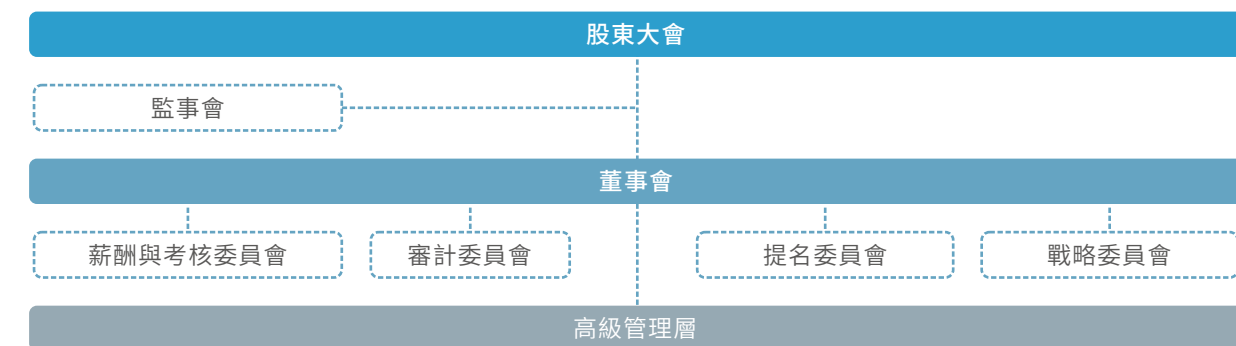 股東大會
監事會
董事會
薪酬與考核委員會
審計委員會
提名委員會
戰略委員會
高級管理層